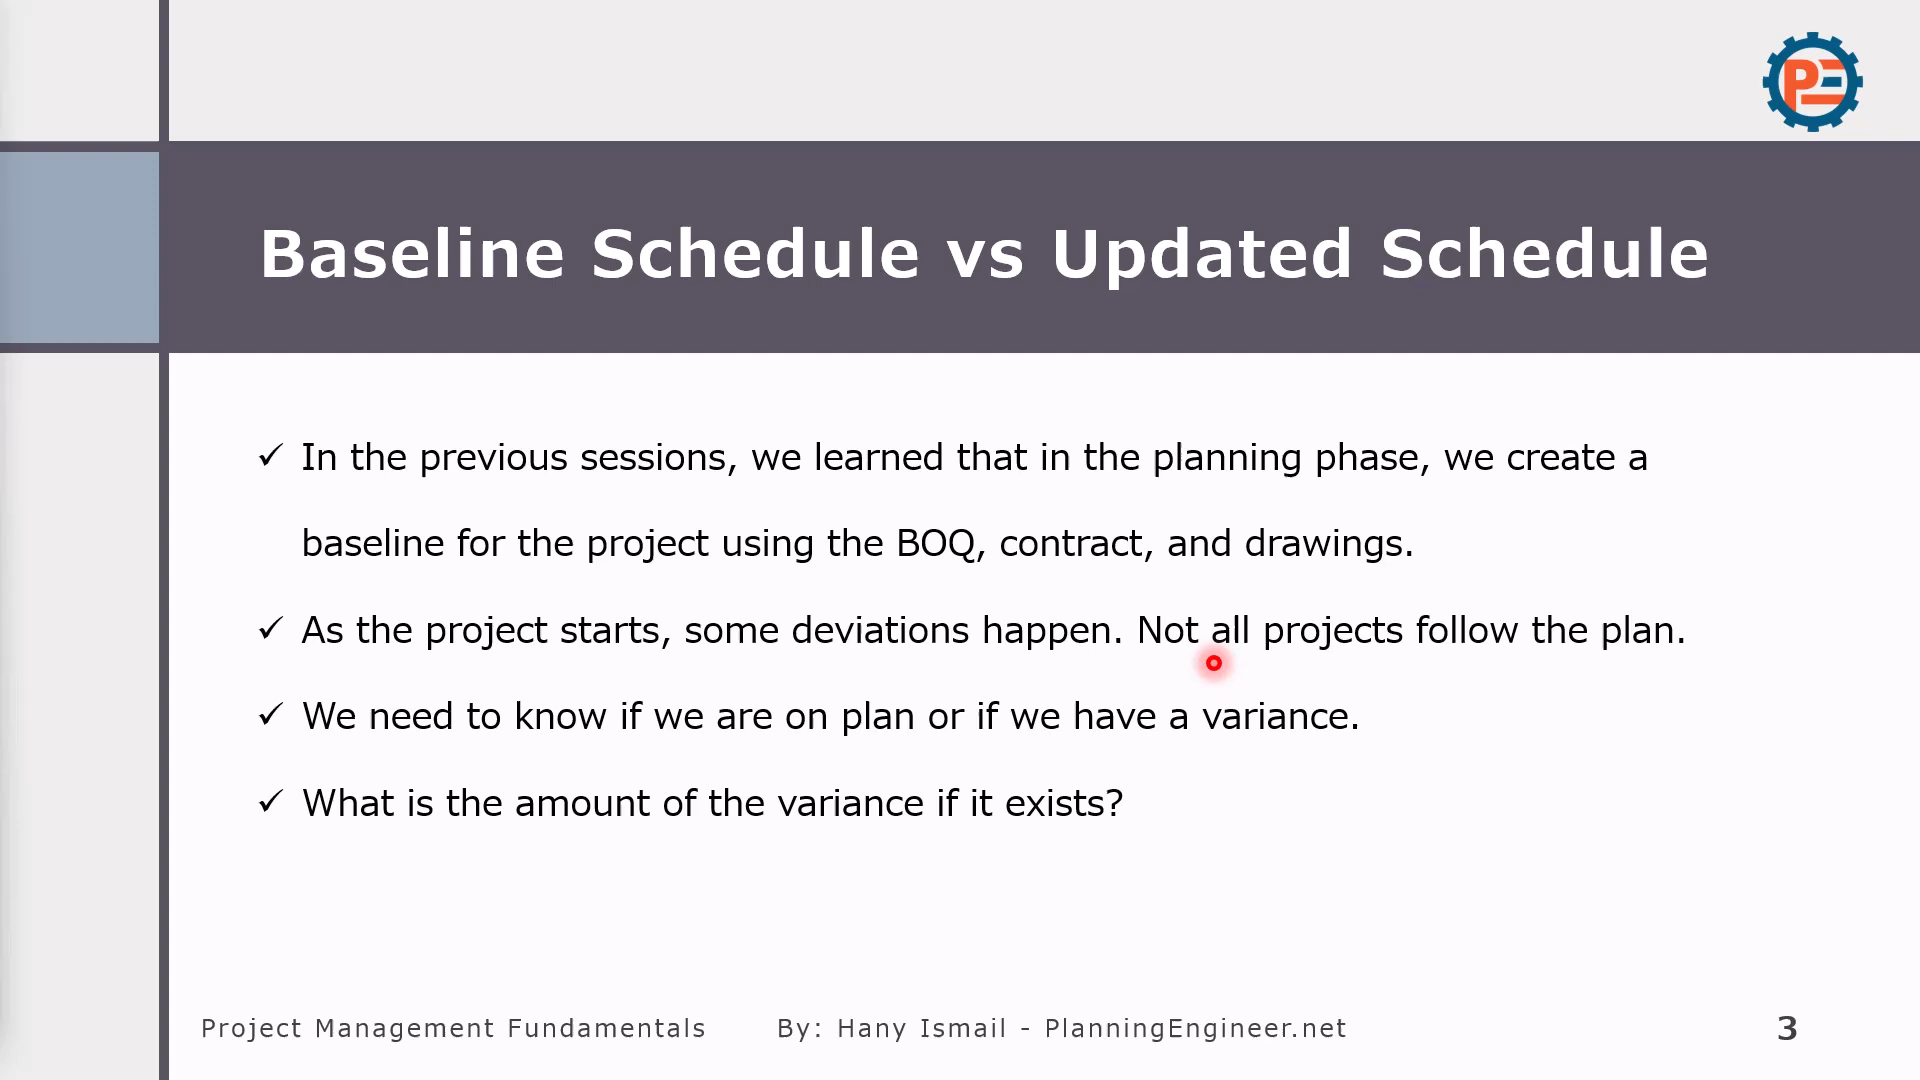 PE
Baseline Schedule vs Updated Schedule
✓ In the previous sessions, we learned that in the planning phase, we create a
baseline for the project using the BOQ, contract, and drawings.
✓ As the project starts, some deviations happen. Not all projects follow the plan.
✓ We need to know if we are on plan or if we have a variance.
✓ What is the amount of the variance if it exists?
Project Management Fundamentals By: Hany Ismail - PlanningEngineer.net 3